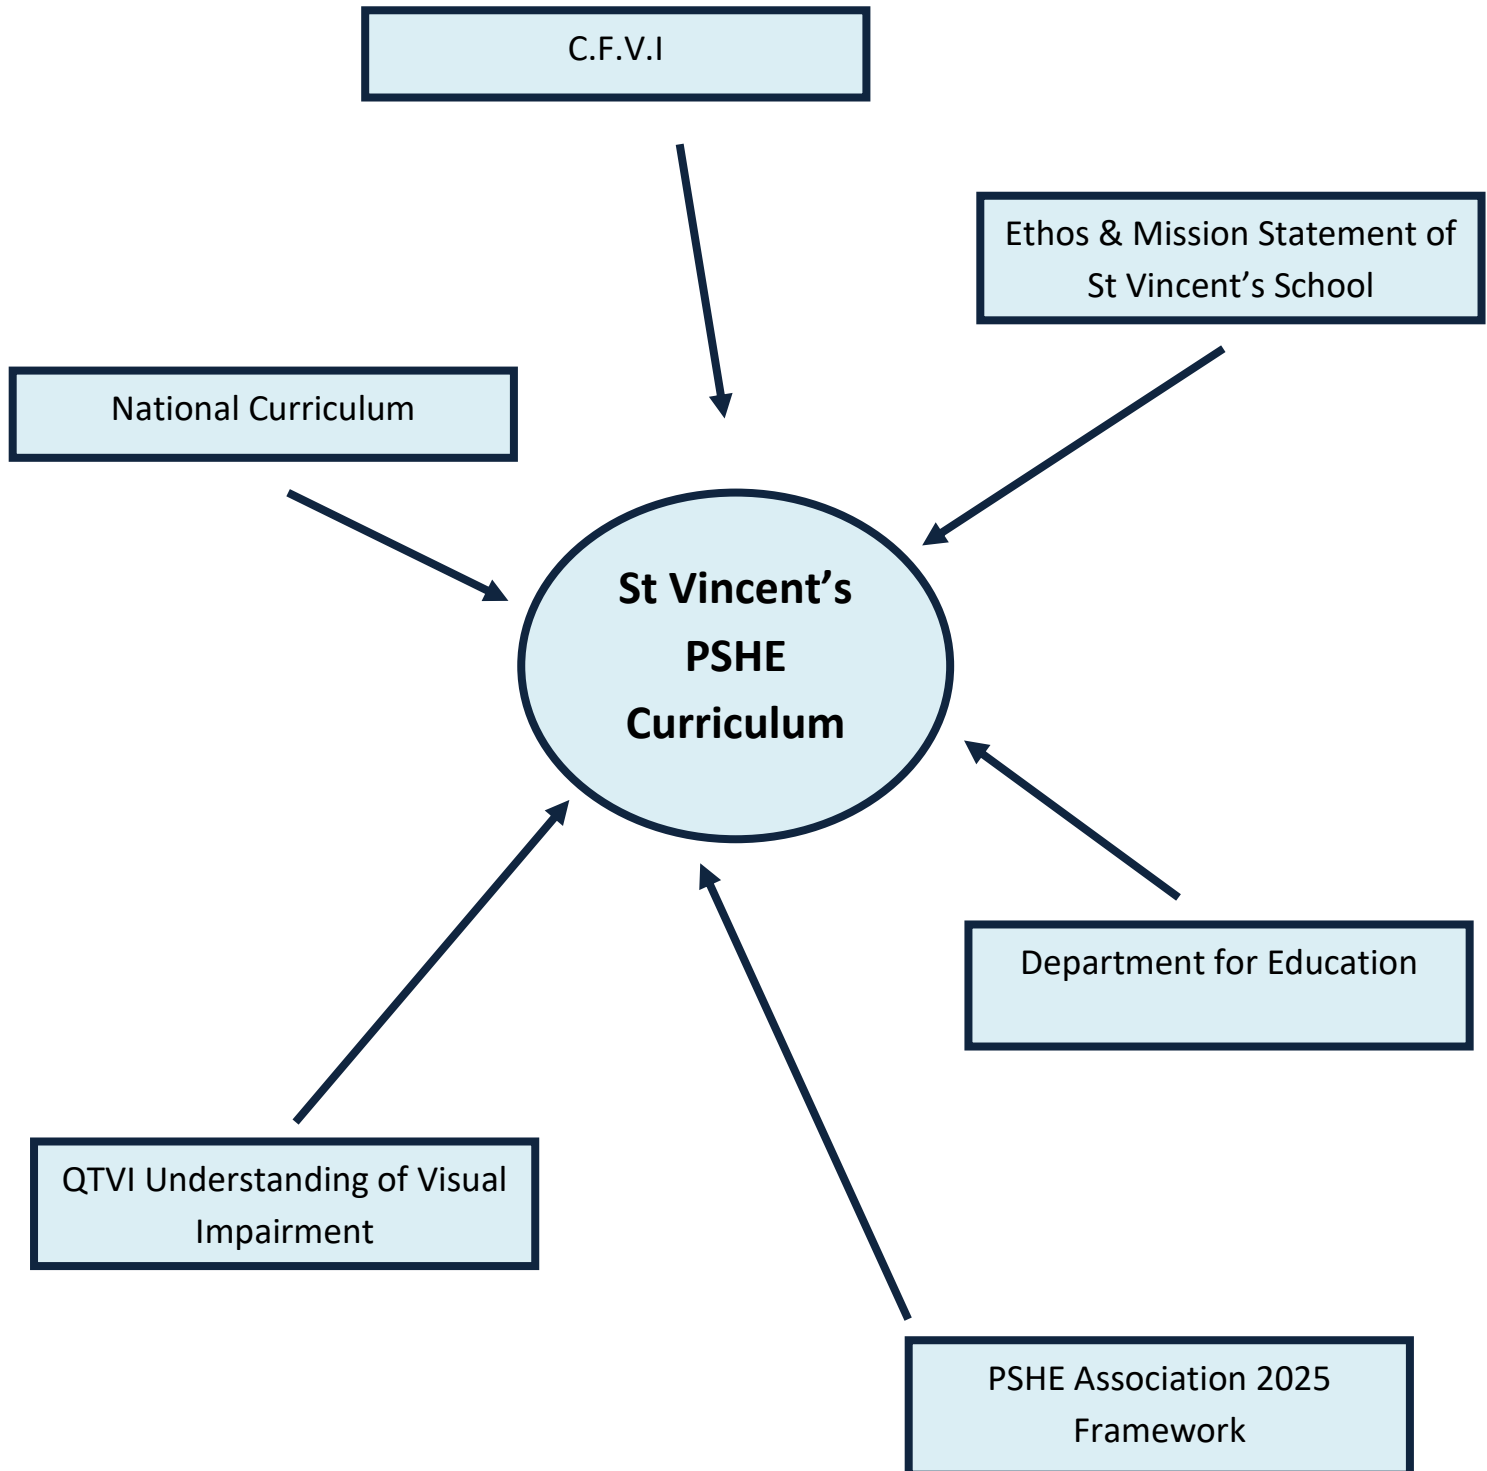 C.F.V.I
Ethos & Mission Statement of
St Vincent’s School
National Curriculum
St Vincent’s
PSHE
Curriculum
Department for Education
QTVI Understanding of Visual
Impairment
PSHE Association 2025
Framework